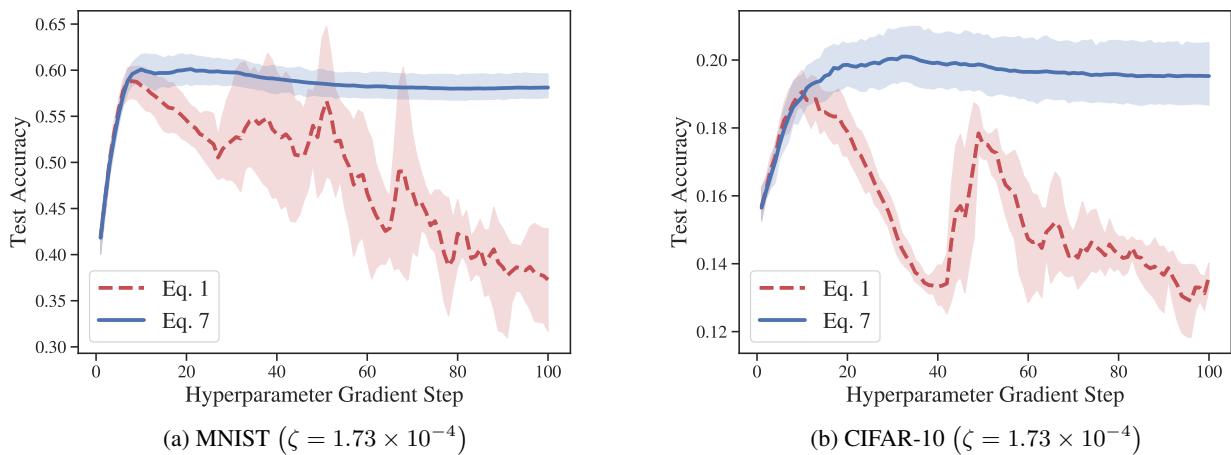 0.65
0.60
0.55
0.50
0.45
0.40
0.35
0.30
Test Accuracy
Eq. 1
Eq. 7
0 20 40 60 80 100
Hyperparameter Gradient Step
(a) MNIST (ζ = 1.73 × 10⁻⁴)
0.20
0.18
0.16
0.14
0.12
Test Accuracy
Eq. 1
Eq. 7
0 20 40 60 80 100
Hyperparameter Gradient Step
(b) CIFAR-10 (ζ = 1.73 × 10⁻⁴)